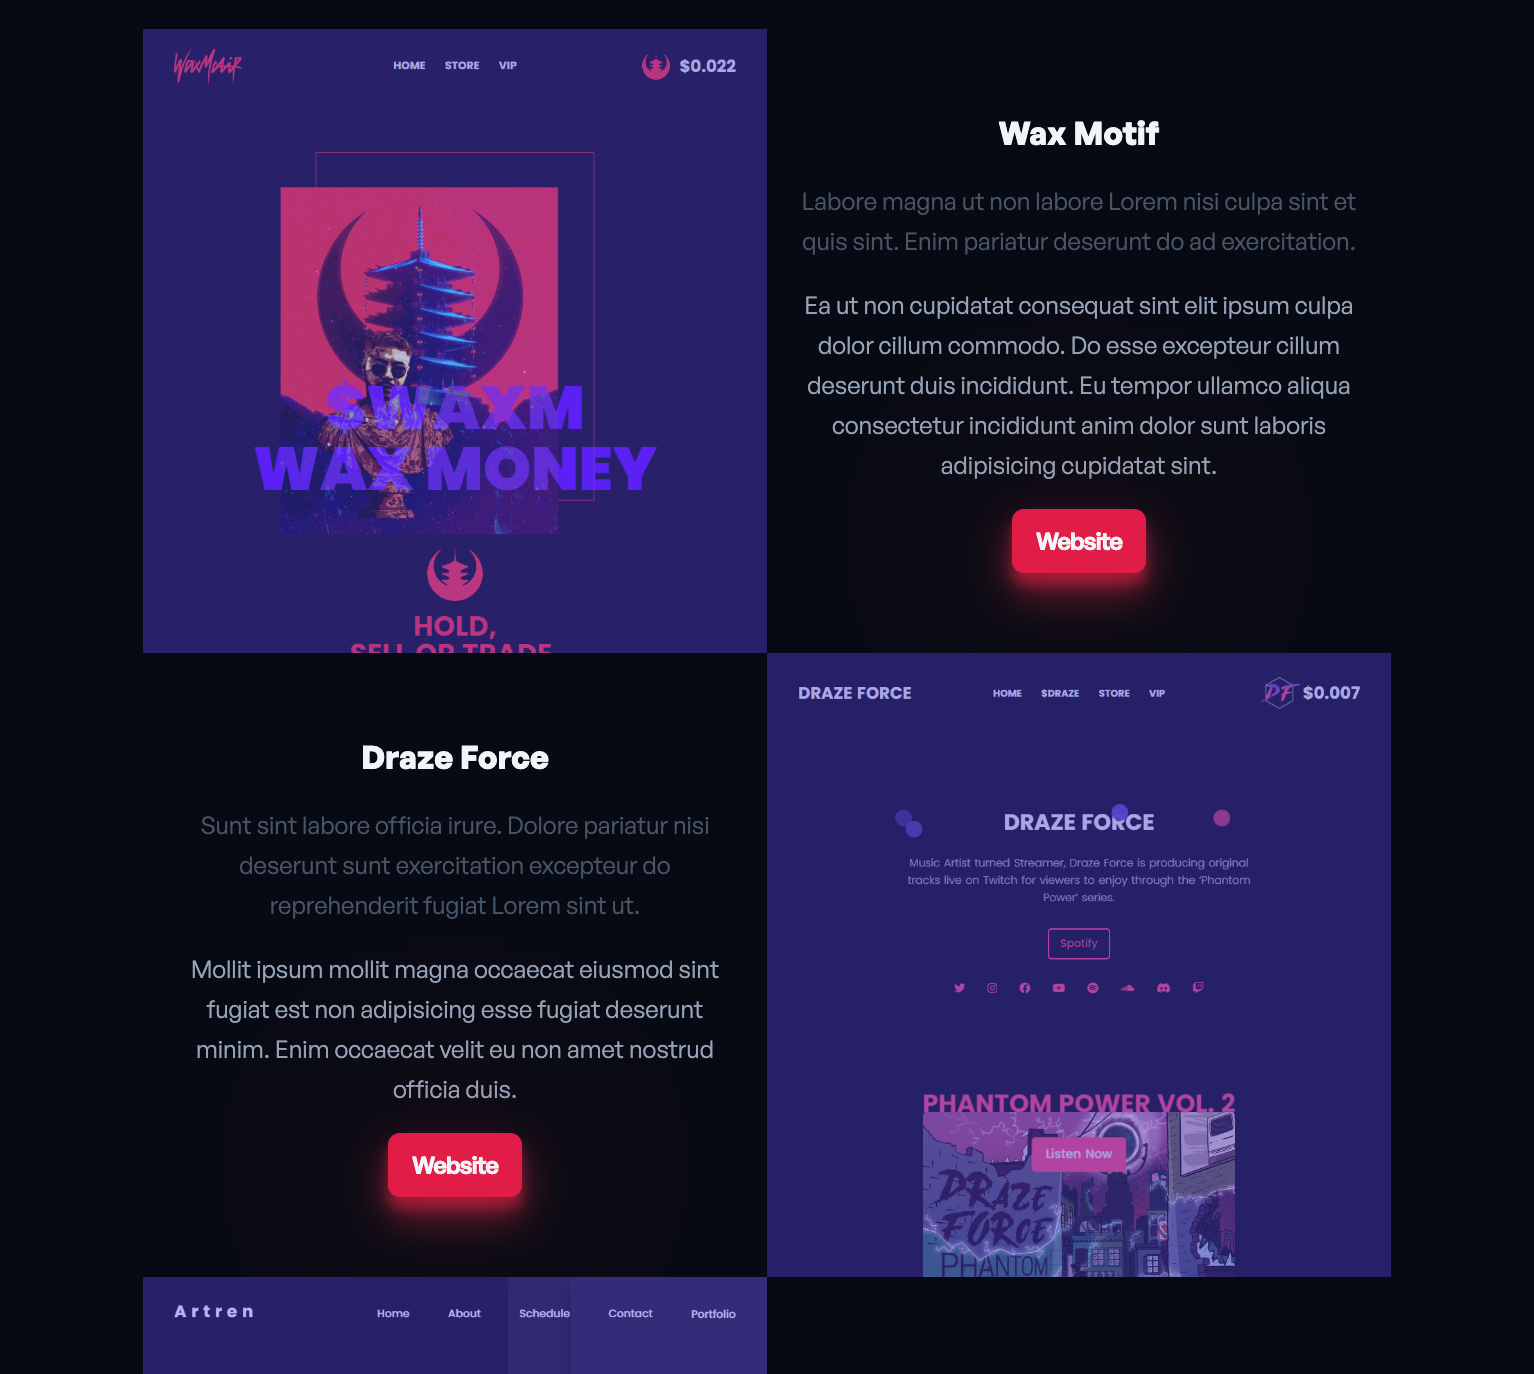 WaxMotif
HOME STORE VIP
$0.022
$WAXM
WAX MONEY
HOLD,
SELL OR TRADE
Wax Motif
Labore magna ut non labore Lorem nisi culpa sint et
quis sint. Enim pariatur deserunt do ad exercitation.
Ea ut non cupidatat consequat sint elit ipsum culpa
dolor cillum commodo. Do esse excepteur cillum
deserunt duis incididunt. Eu tempor ullamco aliqua
consectetur incididunt anim dolor sunt laboris
adipisicing cupidatat sint.
Website
Draze Force
Sunt sint labore officia irure. Dolore pariatur nisi
deserunt sunt exercitation excepteur do
reprehenderit fugiat Lorem sint ut.
Mollit ipsum mollit magna occaecat eiusmod sint
fugiat est non adipisicing esse fugiat deserunt
minim. Enim occaecat velit eu non amet nostrud
officia duis.
Website
DRAZE FORCE
HOME $DRAZE STORE VIP
DF $0.007
DRAZE FORCE
Music Artist turned Streamer, Draze Force is producing original
tracks live on Twitch for viewers to enjoy through the 'Phantom
Power' series.
Spotify
PHANTOM POWER VOL. 2
Listen Now
DRAZE
FORCE
PHANTOM
Artren
Home About Schedule Contact Portfolio